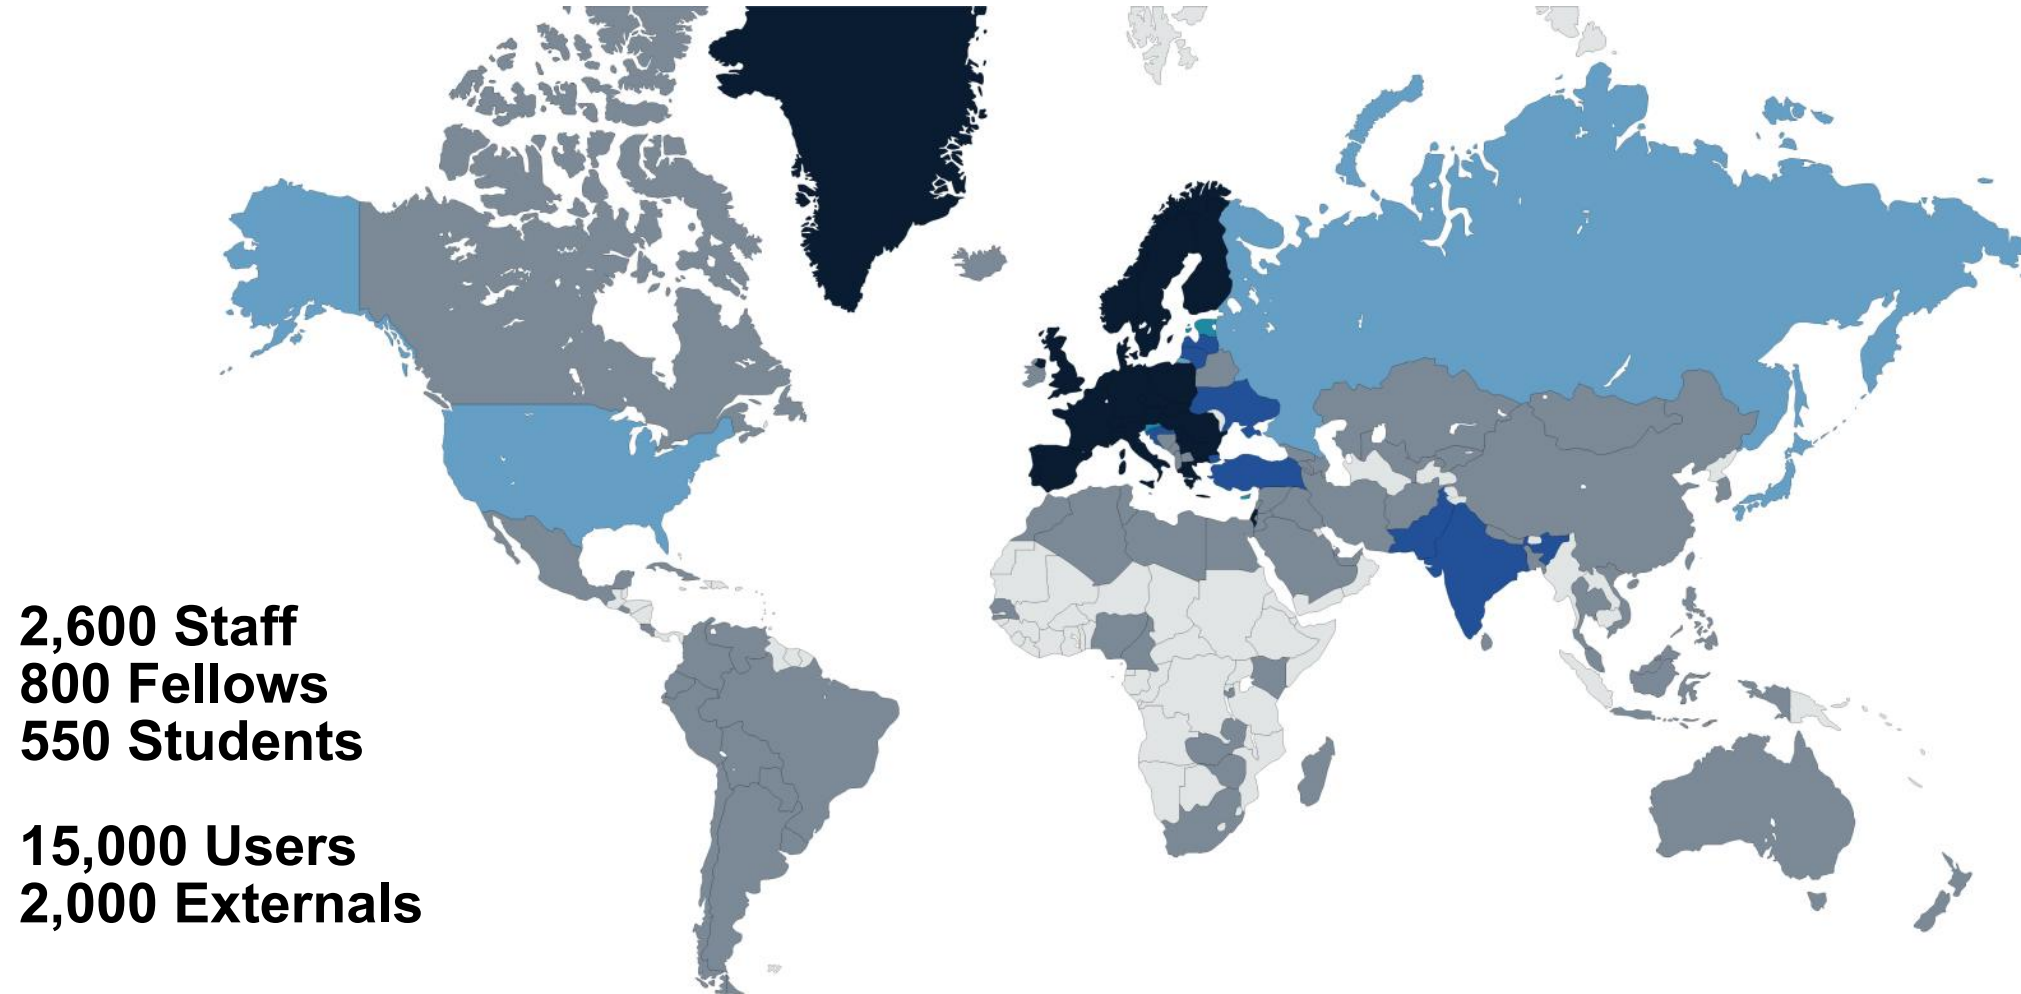 2,600 Staff
800 Fellows
550 Students
15,000 Users
2,000 Externals